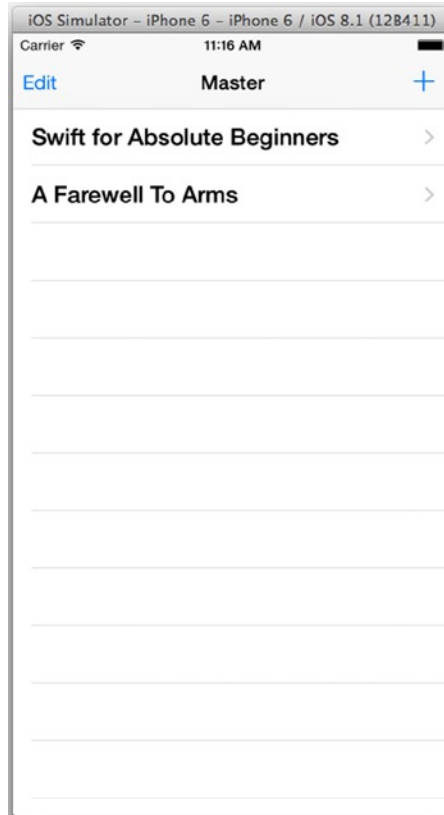 iOS Simulator – iPhone 6 – iPhone 6 / iOS 8.1 (12B411)
Carrier 11:16 AM
Edit Master +
Swift for Absolute Beginners
A Farewell To Arms